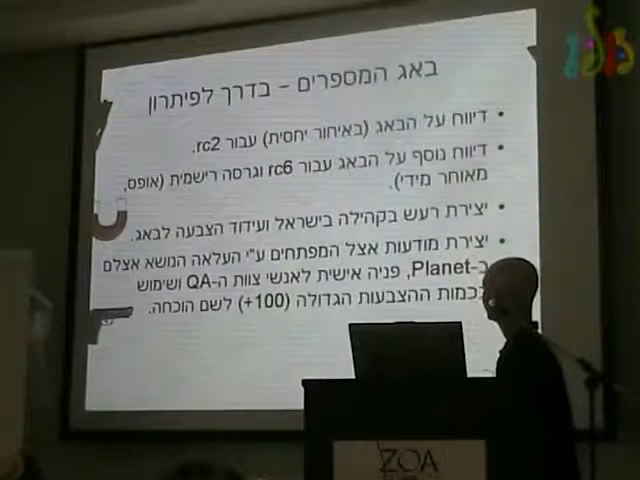 באג המספרים – בדרך לפיתרון
• דיווח על הבאג (באיחור יחסית) עבור rc2.
• דיווח נוסף על הבאג עבור rc6 וגרסה רישמית (אופס,
מאוחר מידי).
• יצירת רעש בקהילה בישראל ועידוד הצבעה לבאג.
• יצירת מודעות אצל המפתחים ע"י העלאה הנושא אצלם
ב-Planet, פניה אישית לאנשי צוות ה-QA ושימוש
בכמות ההצבעות הגדולה (100+) לשם הוכחה.
ZOA